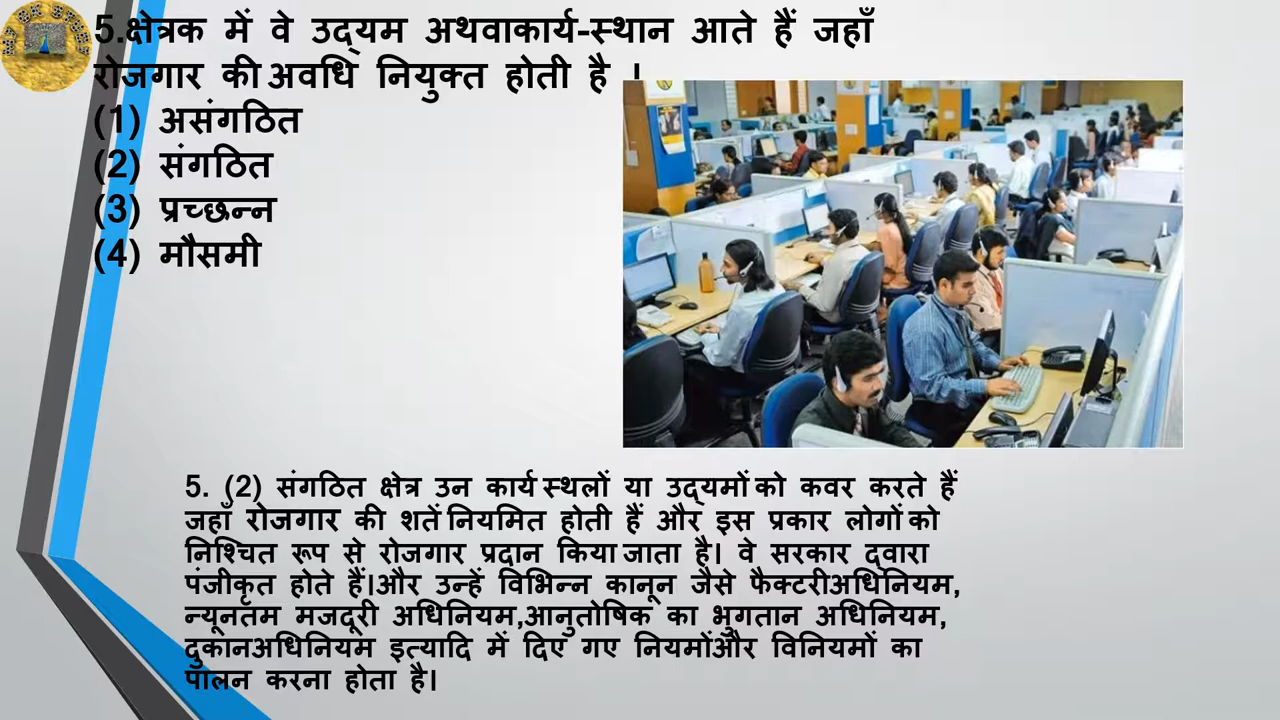 5.क्षेत्रक में वे उद्यम अथवाकार्य-स्थान आते हैं जहाँ
रोजगार की अवधि नियुक्त होती है ।
(1) असंगठित
(2) संगठित
(3) प्रच्छन्न
(4) मौसमी
5. (2) संगठित क्षेत्र उन कार्य स्थलों या उद्यमों को कवर करते हैं
जहाँ रोजगार की शर्तें नियमित होती हैं और इस प्रकार लोगों को
निश्चित रूप से रोजगार प्रदान किया जाता है। वे सरकार द्वारा
पंजीकृत होते हैं।और उन्हें विभिन्न कानून जैसे फैक्टरीअधिनियम,
न्यूनतम मजदूरी अधिनियम,आनुतोषिक का भुगतान अधिनियम,
दुकानअधिनियम इत्यादि में दिए गए नियमोंऔर विनियमों का
पालन करना होता है।